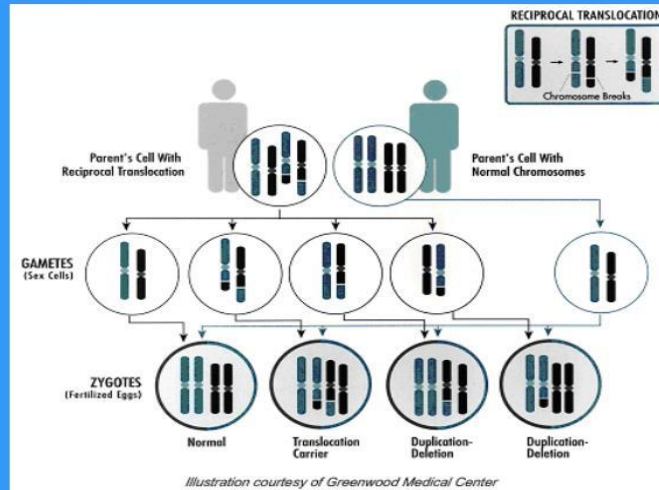 RECIPROCAL TRANSLOCATION
Chromosome Breaks
Parent's Cell With
Reciprocal Translocation
Parent's Cell With
Normal Chromosomes
GAMETES
(Sex Cells)
ZYGOTES
(Fertilized Eggs)
Normal
Translocation
Carrier
Duplication-
Deletion
Duplication-
Deletion
Illustration courtesy of Greenwood Medical Center